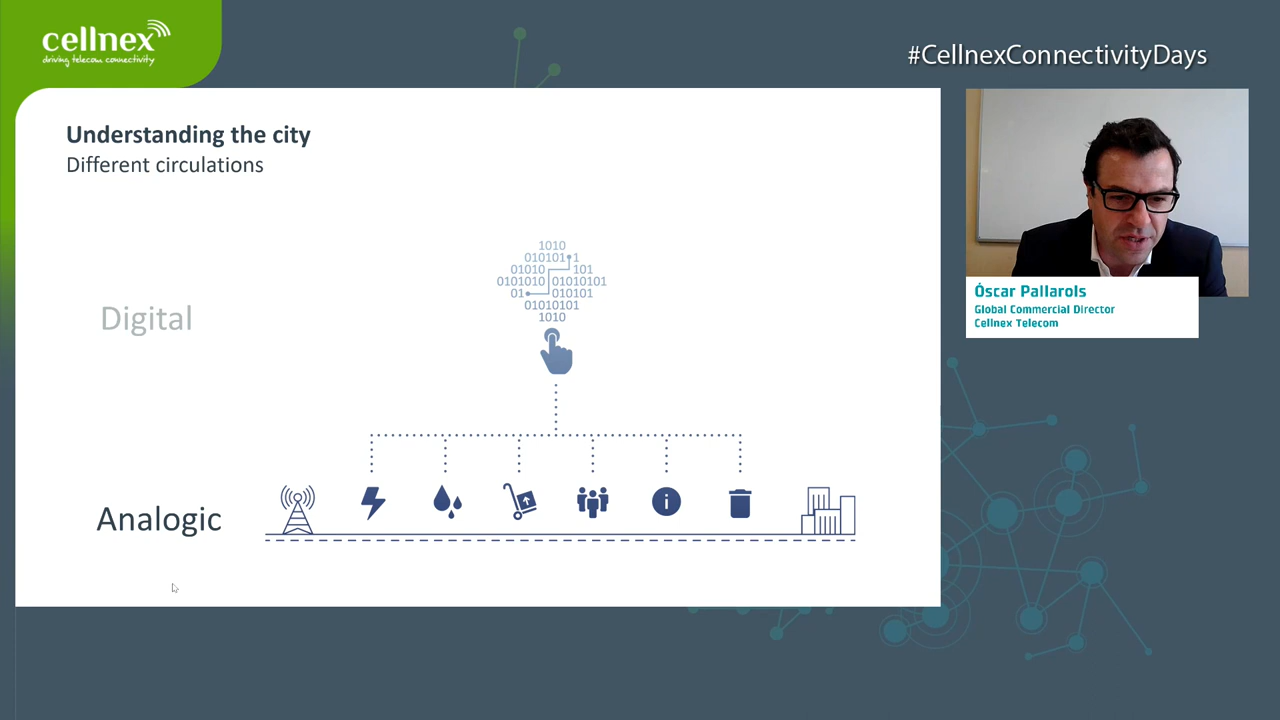 cellnex
driving telecom connectivity
#CellnexConnectivityDays
Understanding the city
Different circulations
Óscar Pallarols
Global Commercial Director
Cellnex Telecom
Digital
1010
010101 1
01010 101
0101010 01010101
01 010101
01010101
1010
i
Analogic